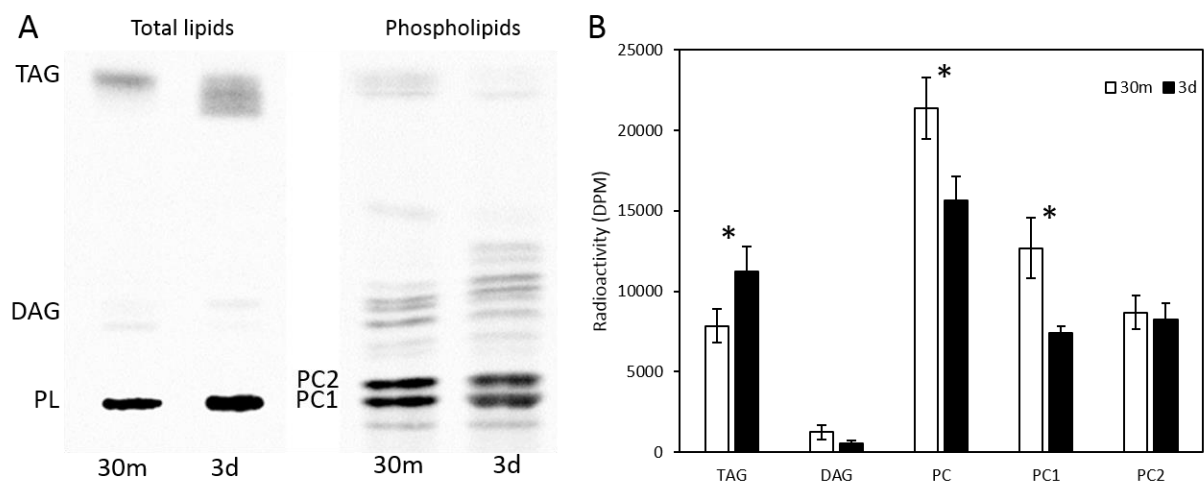 A
Total lipids
Phospholipids
TAG
DAG
PL
PC2
PC1
30m
3d
30m
3d
B
25000
20000
15000
10000
5000
0
Radioactivity (DPM)
30m
3d
*
*
*
TAG
DAG
PC
PC1
PC2